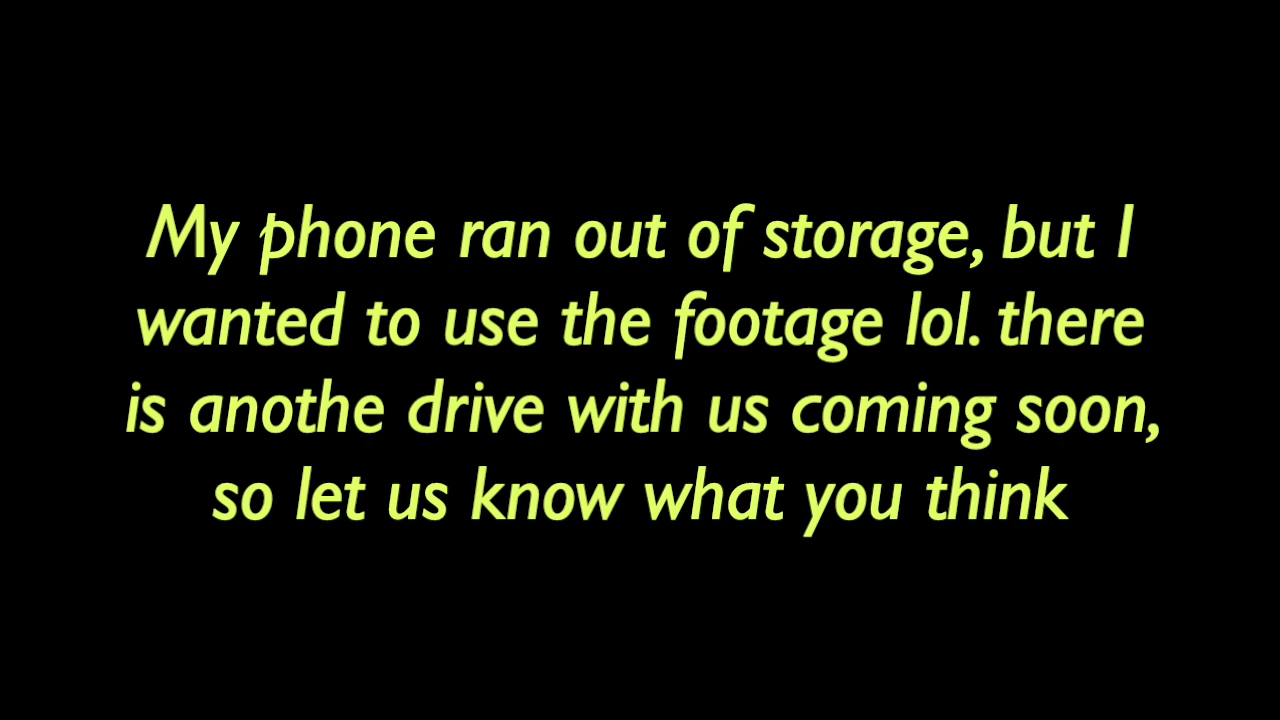 My phone ran out of storage, but I
wanted to use the footage lol. there
is anothe drive with us coming soon,
so let us know what you think